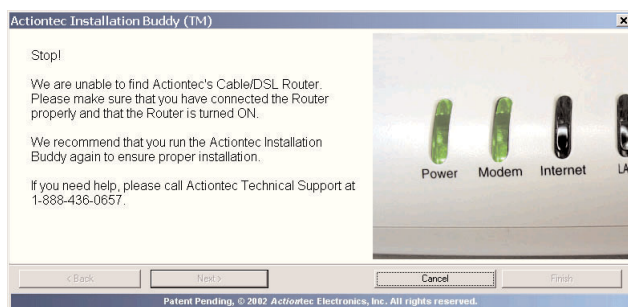 Actiontec Installation Buddy (TM)
Stop!
We are unable to find Actiontec's Cable/DSL Router.
Please make sure that you have connected the Router
properly and that the Router is turned ON.
We recommend that you run the Actiontec Installation
Buddy again to ensure proper installation.
If you need help, please call Actiontec Technical Support at
1-888-436-0657.
Power Modem Internet LA
< Back Next > Cancel Finish
Patent Pending, © 2002 Actiontec Electronics, Inc. All rights reserved.